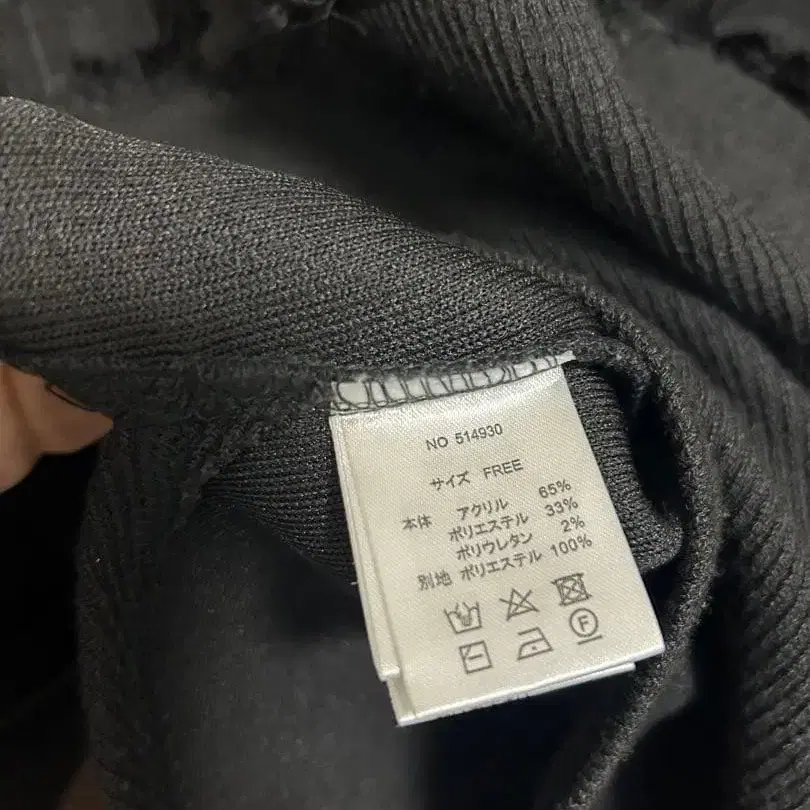 NO 514930
サイズ FREE
本体 アクリル 65%
ポリエステル 33%
ポリウレタン 2%
別地 ポリエステル 100%
F